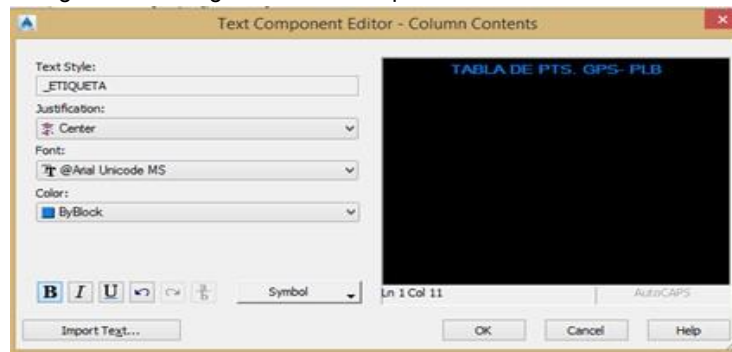 Text Component Editor - Column Contents
Text Style:
_ETIQUETA
Justification:
Center
Font:
@Arial Unicode MS
Color:
ByBlock
B I U
Symbol
Import Text...
TABLA DE PTS. GPS- PLB
Ln 1 Col 11
AutoCAPS
OK
Cancel
Help